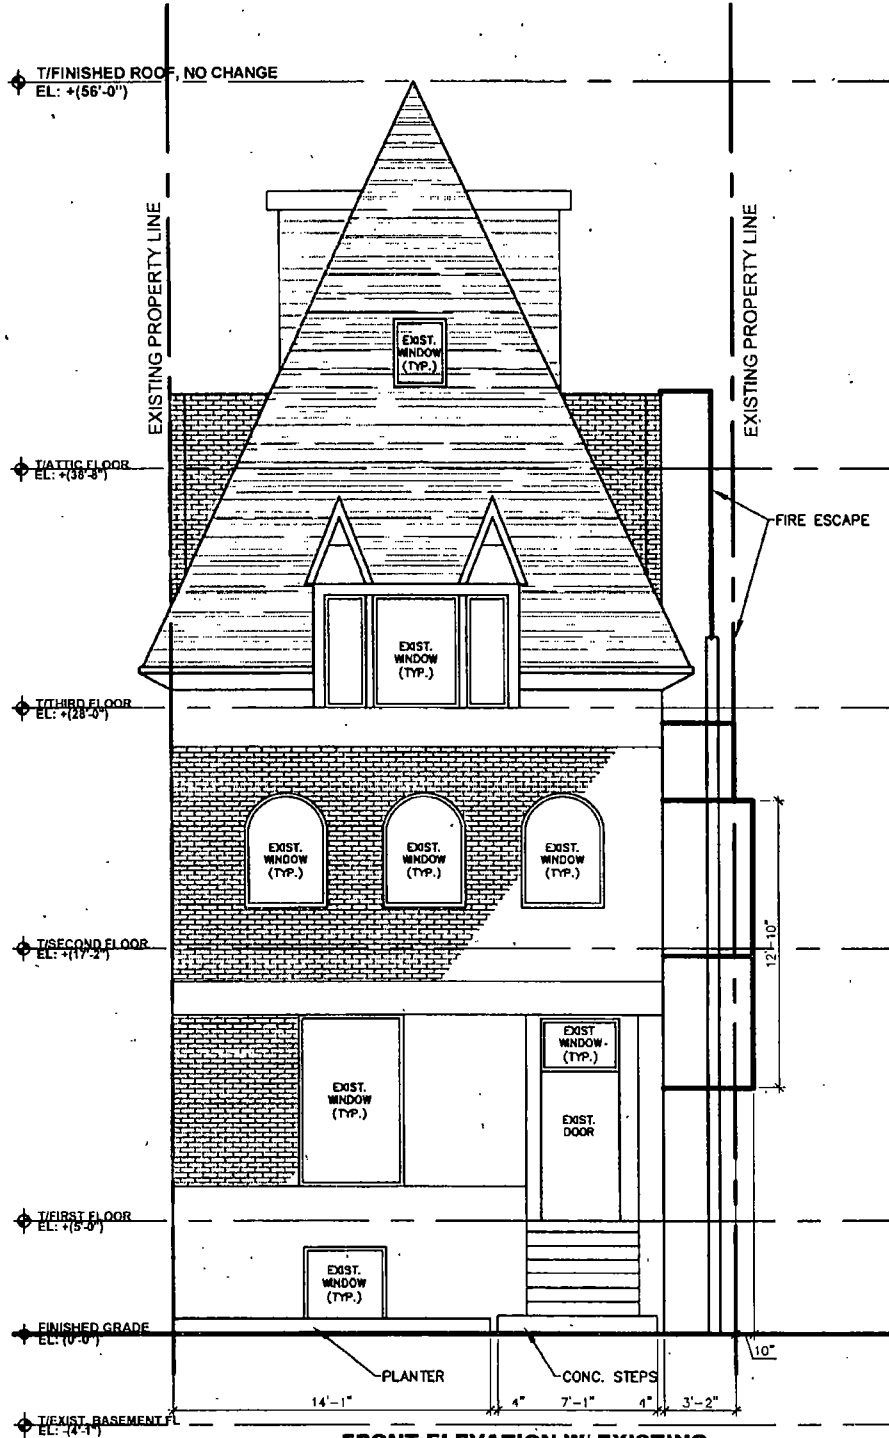 T/FINISHED ROOF, NO CHANGE
EL: +(56'-0")
EXISTING PROPERTY LINE
EXISTING PROPERTY LINE
EXIST.
WINDOW
(TYP.)
T/ATTIC FLOOR
EL: +(38'-8")
FIRE ESCAPE
EXIST.
WINDOW
(TYP.)
T/THIRD FLOOR
EL: +(28'-0")
EXIST.
WINDOW
(TYP.)
EXIST.
WINDOW
(TYP.)
EXIST.
WINDOW
(TYP.)
T/SECOND FLOOR
EL: +(17'-2")
12'-10"
EXIST
WINDOW
(TYP.)
EXIST.
WINDOW
(TYP.)
EXIST.
DOOR
T/FIRST FLOOR
EL: +(5'-0")
EXIST.
WINDOW
(TYP.)
FINISHED GRADE
EL: (0'-0")
10"
PLANTER
CONC. STEPS
14'-1"
4"
7'-1"
4"
3'-2"
T/EXIST. BASEMENT FL
EL: -(4'-1")
FRONT ELEVATION W/ EXISTING